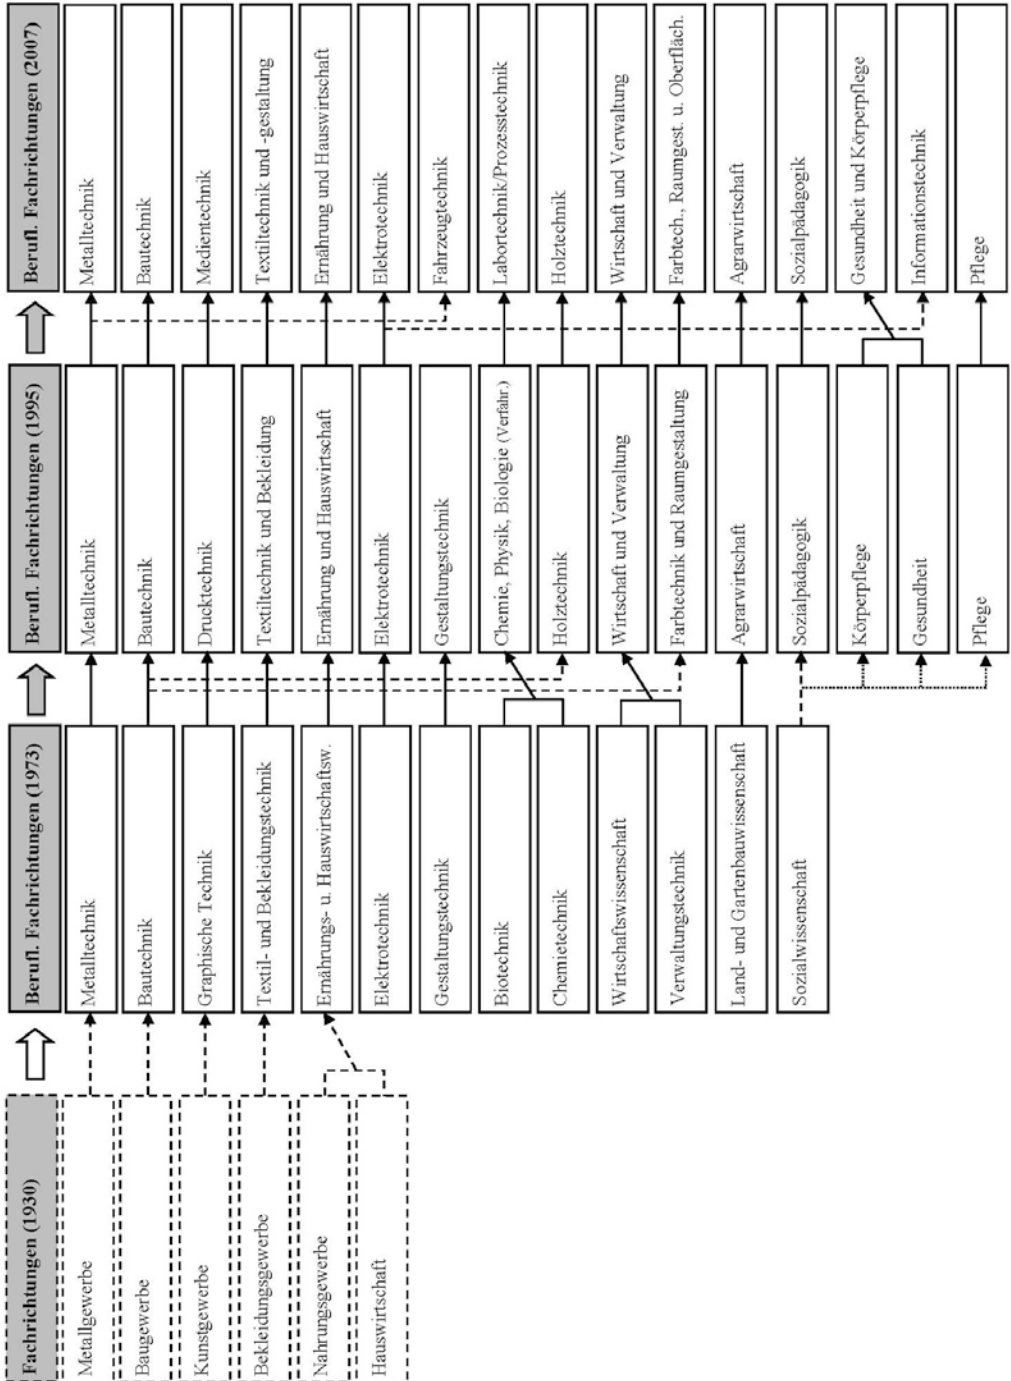 Fachrichtungen (1930)
Metallgewerbe
Baugewerbe
Kunstgewerbe
Bekleidungsgewerbe
Nahrungsgewerbe
Hauswirtschaft
Berufl. Fachrichtungen (1973)
Metalltechnik
Bautechnik
Graphische Technik
Textil- und Bekleidungstechnik
Ernährungs- u. Hauswirtschaftsw.
Elektrotechnik
Gestaltungstechnik
Biotechnik
Chemietechnik
Wirtschaftswissenschaft
Verwaltungstechnik
Land- und Gartenbauwissenschaft
Sozialwissenschaft
Berufl. Fachrichtungen (1995)
Metalltechnik
Bautechnik
Drucktechnik
Textiltechnik und Bekleidung
Ernährung und Hauswirtschaft
Elektrotechnik
Gestaltungstechnik
Chemie, Physik, Biologie (Verfahr.)
Holztechnik
Wirtschaft und Verwaltung
Farbtechnik und Raumgestaltung
Agrarwirtschaft
Sozialpädagogik
Körperpflege
Gesundheit
Pflege
Berufl. Fachrichtungen (2007)
Metalltechnik
Bautechnik
Medientechnik
Textiltechnik und -gestaltung
Ernährung und Hauswirtschaft
Elektrotechnik
Fahrzeugtechnik
Labortechnik/Prozesstechnik
Holztechnik
Wirtschaft und Verwaltung
Farbtech., Raumgest. u. Oberfläch.
Agrarwirtschaft
Sozialpädagogik
Gesundheit und Körperpflege
Informationstechnik
Pflege